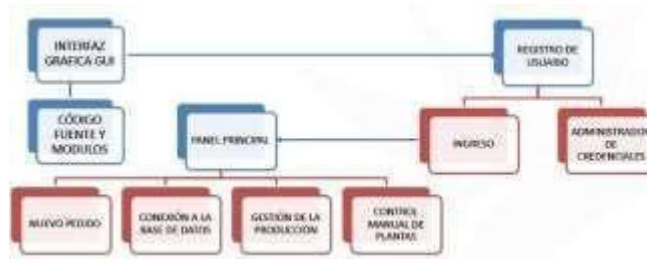 INTERFAZ
GRAFICA GUI
REGISTRO DE
USUARIO
CÓDIGO
FUENTE Y
MODULOS
PANEL PRINCIPAL
INGRESO
ADMINISTRADOR
DE
CREDENCIALES
NUEVO PEDIDO
CONEXIÓN A LA
BASE DE DATOS
GESTIÓN DE LA
PRODUCCIÓN
CONTROL
MANUAL DE
PLANTAS